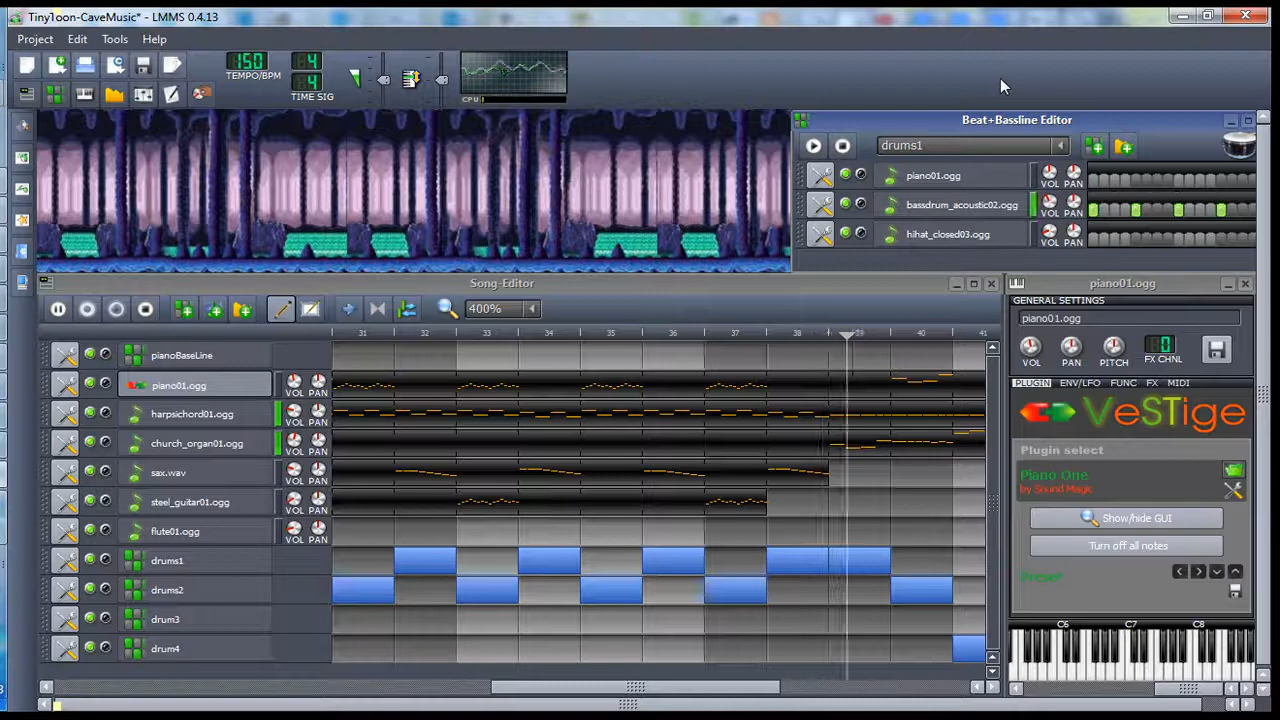 TinyToon-CaveMusic* - LMMS 0.4.13
Project Edit Tools Help
150
TEMPO/BPM
4
4
TIME SIG
CPU
Beat+Bassline Editor
drums1
piano01.ogg VOL PAN
bassdrum_acoustic02.ogg VOL PAN
hihat_closed03.ogg VOL PAN
Song-Editor
400%
31 32 33 34 35 36 37 38 39 40 41
pianoBaseLine
piano01.ogg VOL PAN
harpsichord01.ogg VOL PAN
church_organ01.ogg VOL PAN
sax.wav VOL PAN
steel_guitar01.ogg VOL PAN
flute01.ogg VOL PAN
drums1
drums2
drum3
drum4
piano01.ogg
GENERAL SETTINGS
piano01.ogg
0
VOL PAN PITCH FX CHNL
PLUGIN ENV/LFO FUNC FX MIDI
VeSTige
Plugin select
Piano One
by Sound Magic
Show/hide GUI
Turn off all notes
Preset
C6 C7 C8